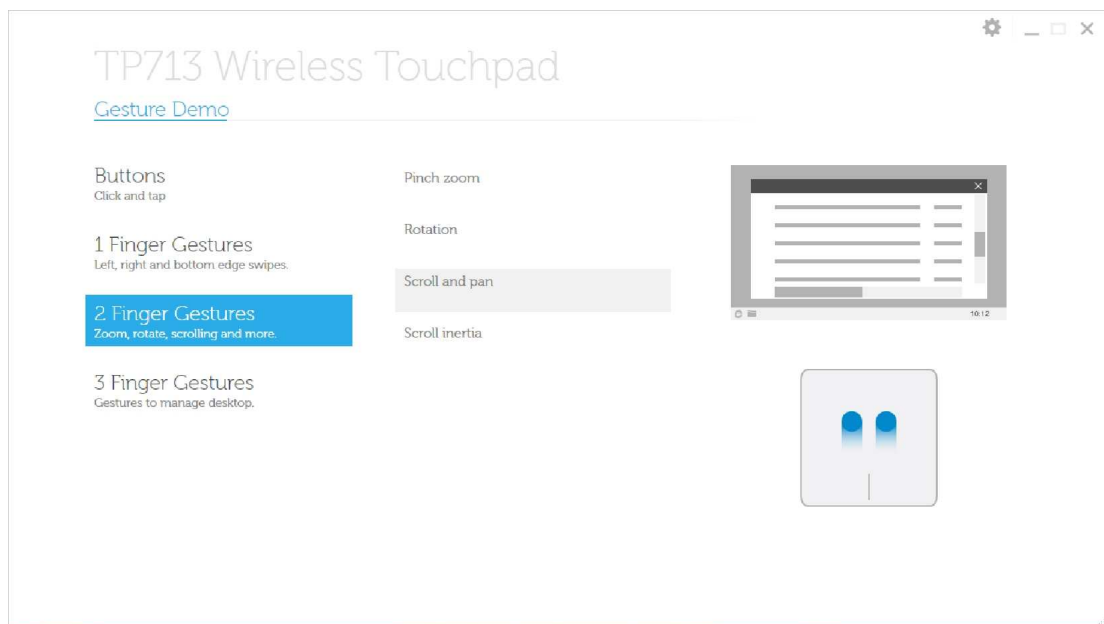 TP713 Wireless Touchpad
Gesture Demo
Buttons
Click and tap
1 Finger Gestures
Left, right and bottom edge swipes.
2 Finger Gestures
Zoom, rotate, scrolling and more.
3 Finger Gestures
Gestures to manage desktop.
Pinch zoom
Rotation
Scroll and pan
Scroll inertia
10:12